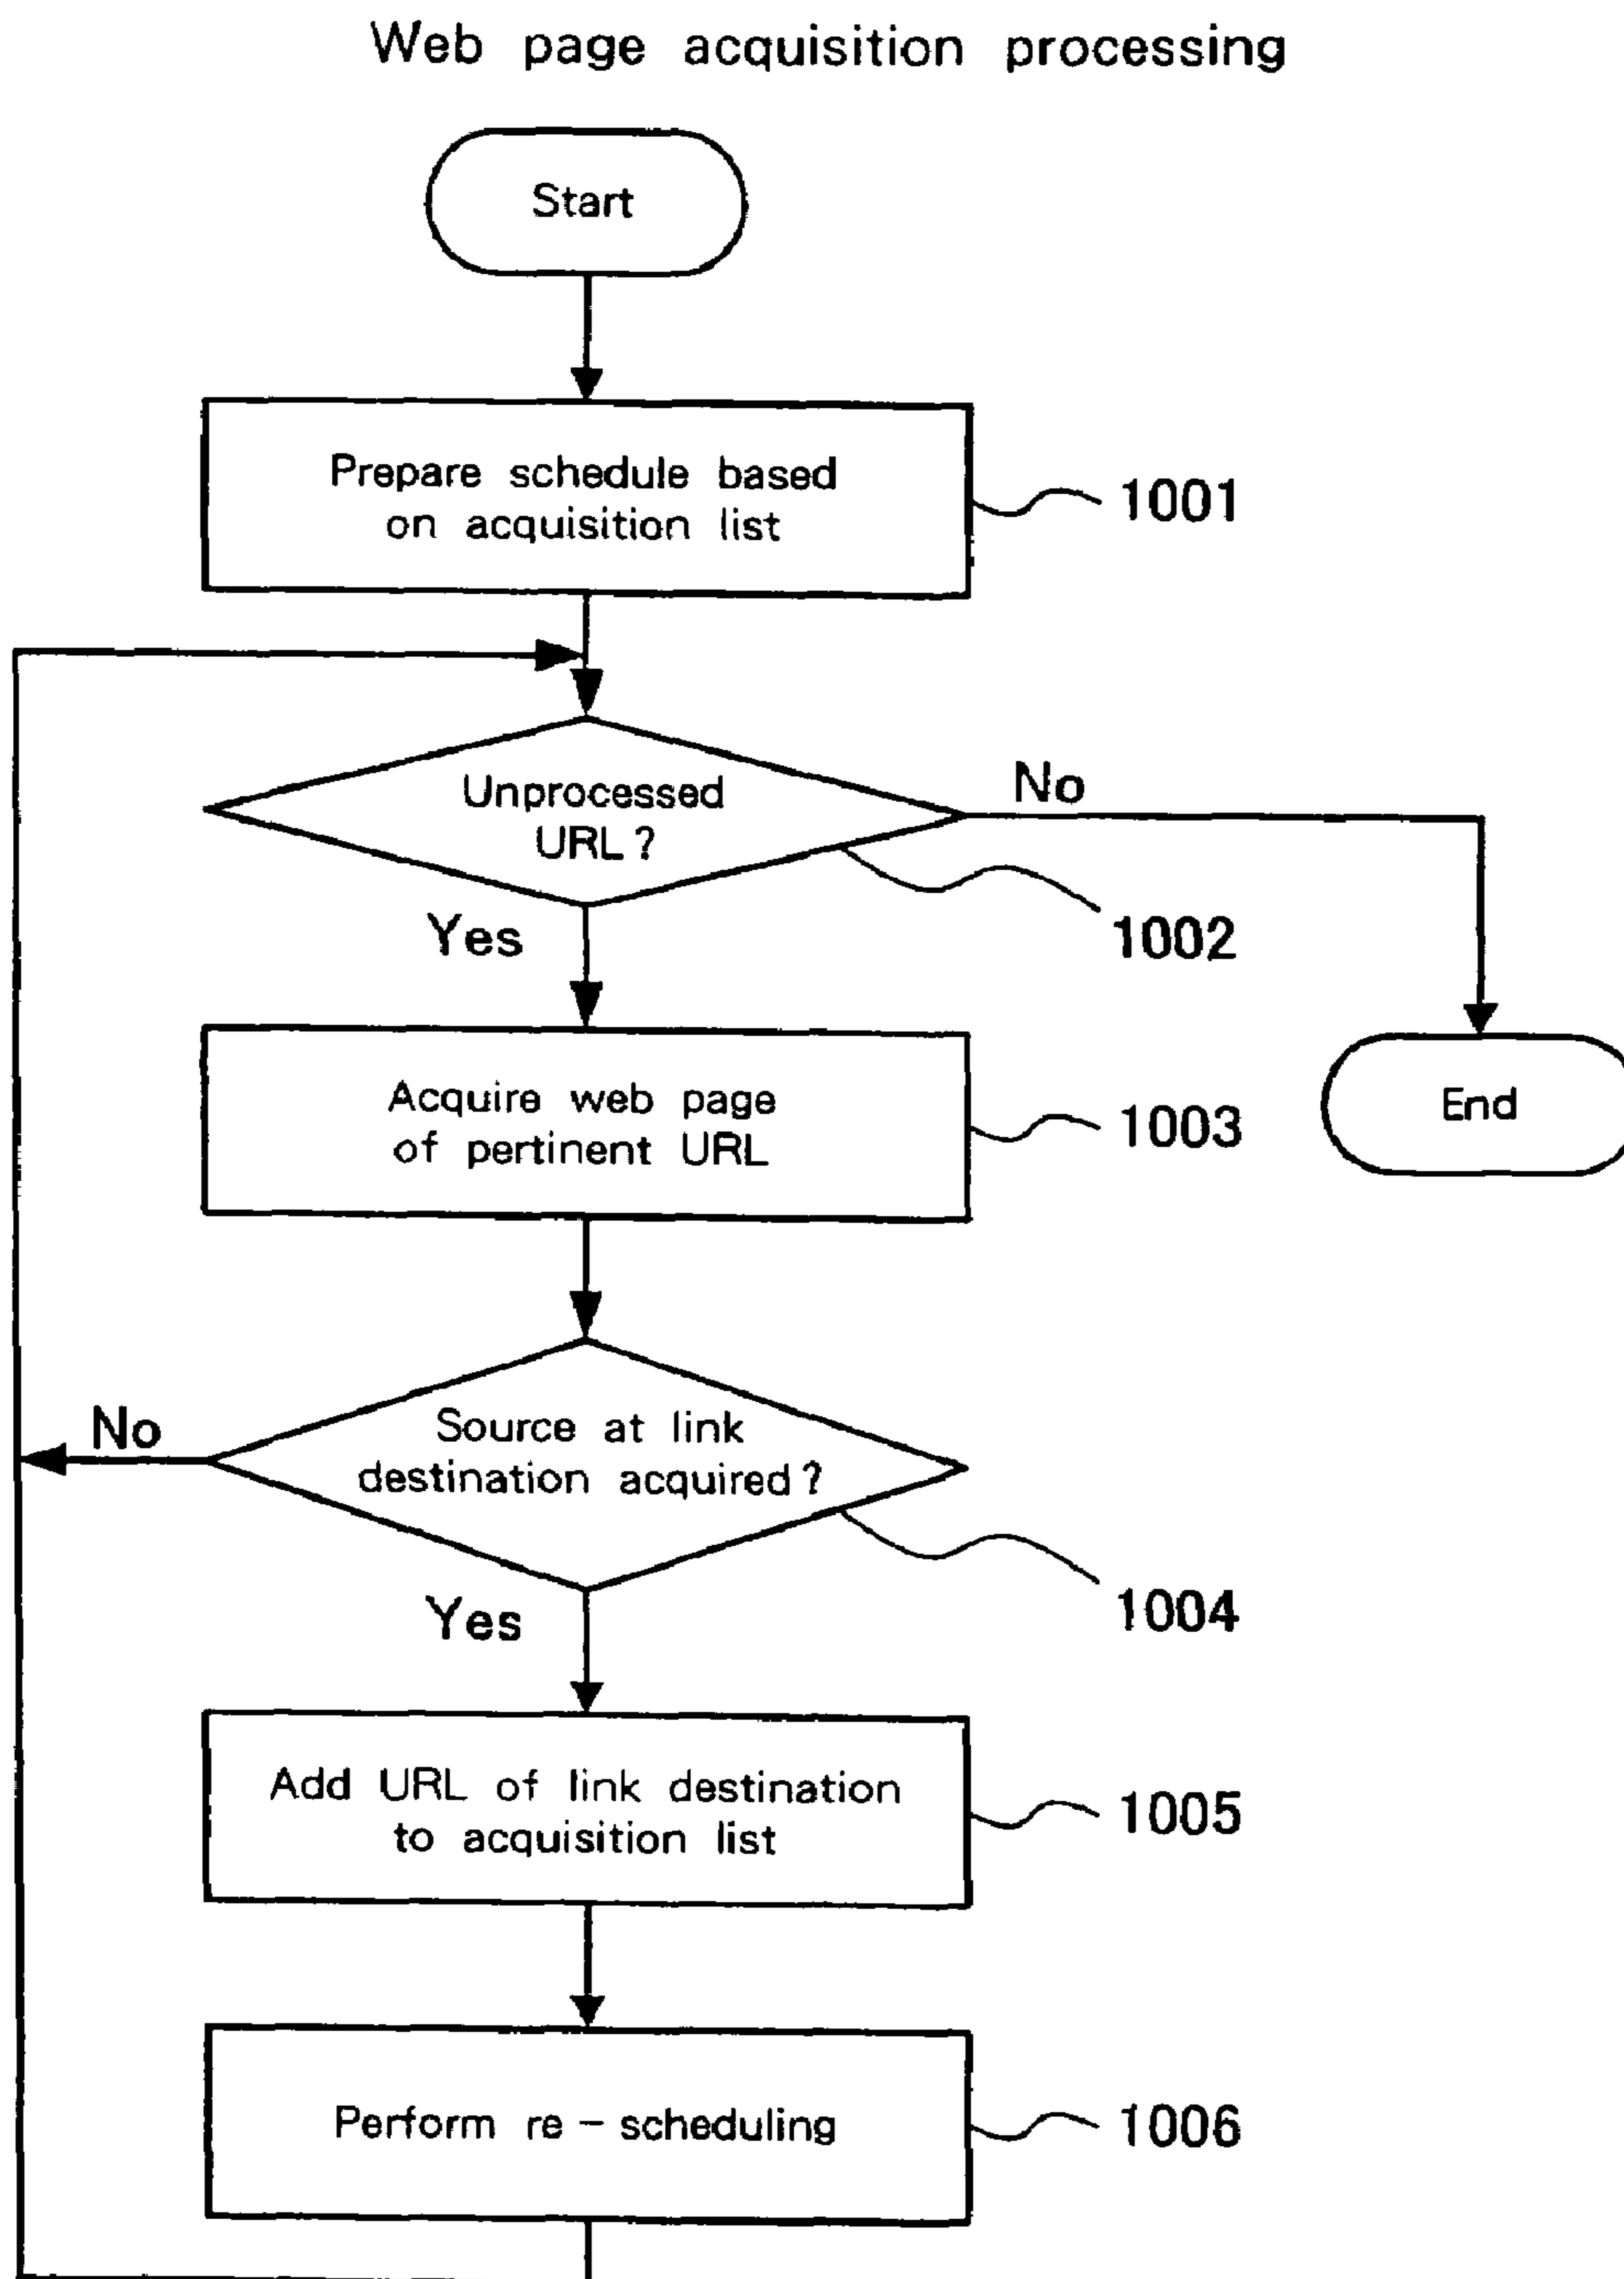 Web page acquisition processing
Start
Prepare schedule based
on acquisition list
1001
Unprocessed
URL?
No
1002
Yes
Acquire web page
of pertinent URL
1003
End
Source at link
destination acquired?
No
1004
Yes
Add URL of link destination
to acquisition list
1005
Perform re-scheduling
1006